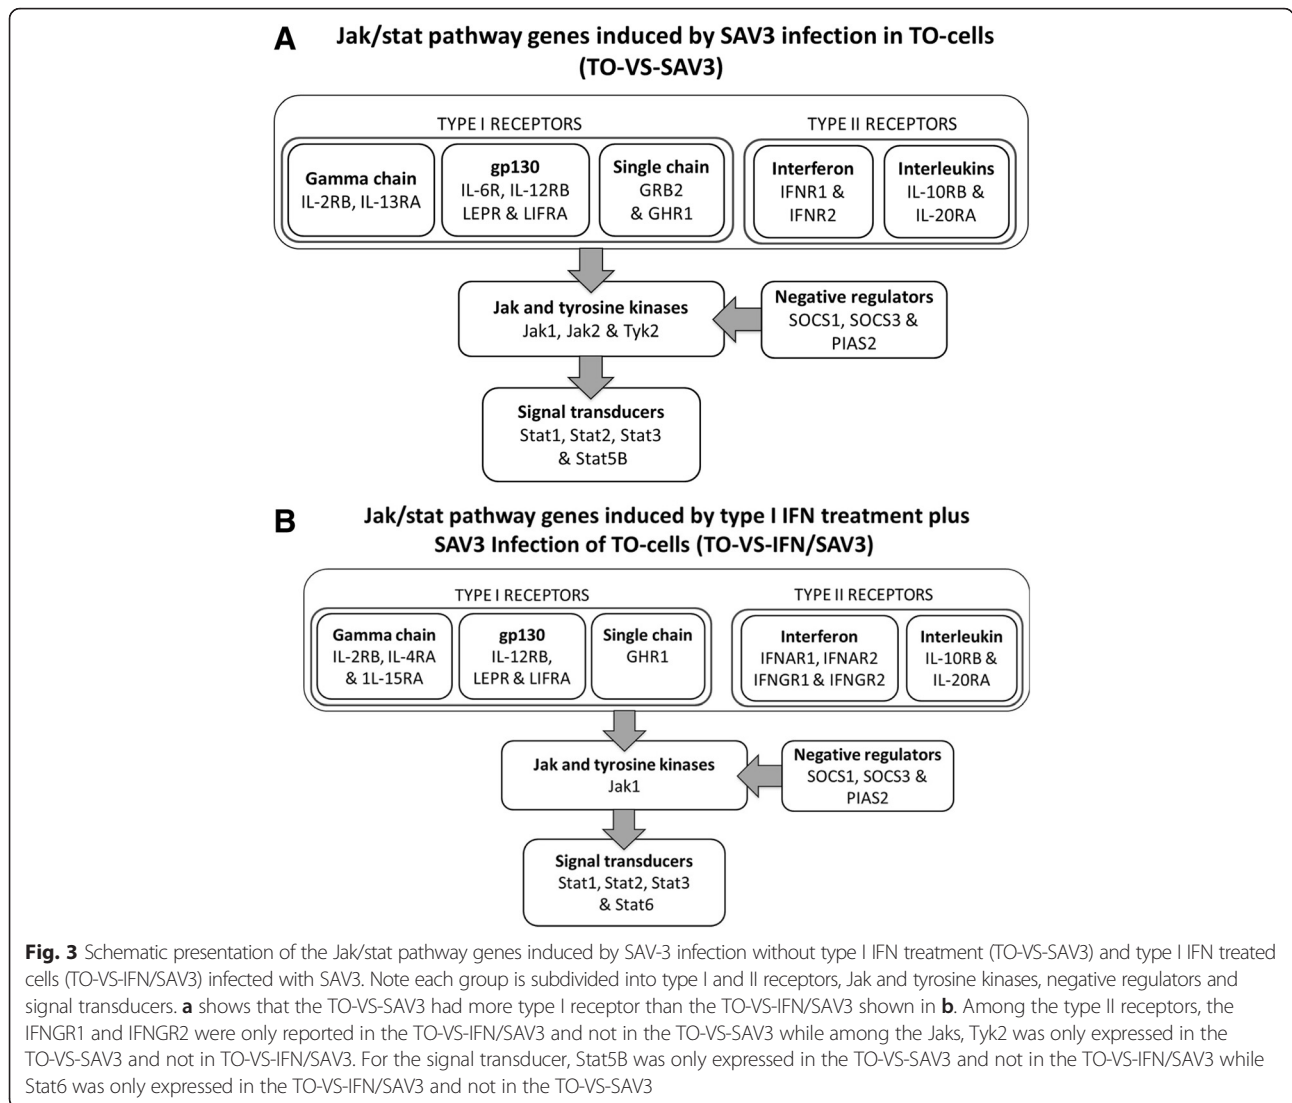 A
Jak/stat pathway genes induced by SAV3 infection in TO-cells
(TO-VS-SAV3)
TYPE I RECEPTORS
TYPE II RECEPTORS
Gamma chain
IL-2RB, IL-13RA
gp130
IL-6R, IL-12RB
LEPR & LIFRA
Single chain
GRB2
& GHR1
Interferon
IFNR1 &
IFNR2
Interleukins
IL-10RB &
IL-20RA
Jak and tyrosine kinases
Jak1, Jak2 & Tyk2
Negative regulators
SOCS1, SOCS3 &
PIAS2
Signal transducers
Stat1, Stat2, Stat3
& Stat5B
B
Jak/stat pathway genes induced by type I IFN treatment plus
SAV3 Infection of TO-cells (TO-VS-IFN/SAV3)
TYPE I RECEPTORS
TYPE II RECEPTORS
Gamma chain
IL-2RB, IL-4RA
& 1L-15RA
gp130
IL-12RB,
LEPR & LIFRA
Single chain
GHR1
Interferon
IFNAR1, IFNAR2
IFNGR1 & IFNGR2
Interleukin
IL-10RB &
IL-20RA
Jak and tyrosine kinases
Jak1
Negative regulators
SOCS1, SOCS3 &
PIAS2
Signal transducers
Stat1, Stat2, Stat3
& Stat6
Fig. 3 Schematic presentation of the Jak/stat pathway genes induced by SAV-3 infection without type I IFN treatment (TO-VS-SAV3) and type I IFN treated
cells (TO-VS-IFN/SAV3) infected with SAV3. Note each group is subdivided into type I and II receptors, Jak and tyrosine kinases, negative regulators and
signal transducers. a shows that the TO-VS-SAV3 had more type I receptor than the TO-VS-IFN/SAV3 shown in b. Among the type II receptors, the
IFNGR1 and IFNGR2 were only reported in the TO-VS-IFN/SAV3 and not in the TO-VS-SAV3 while among the Jaks, Tyk2 was only expressed in the
TO-VS-SAV3 and not in TO-VS-IFN/SAV. For the signal transducer, Stat5B was only expressed in the TO-VS-SAV3 and not in the TO-VS-IFN/SAV3 while
Stat6 was only expressed in the TO-VS-IFN/SAV3 and not in the TO-VS-SAV3